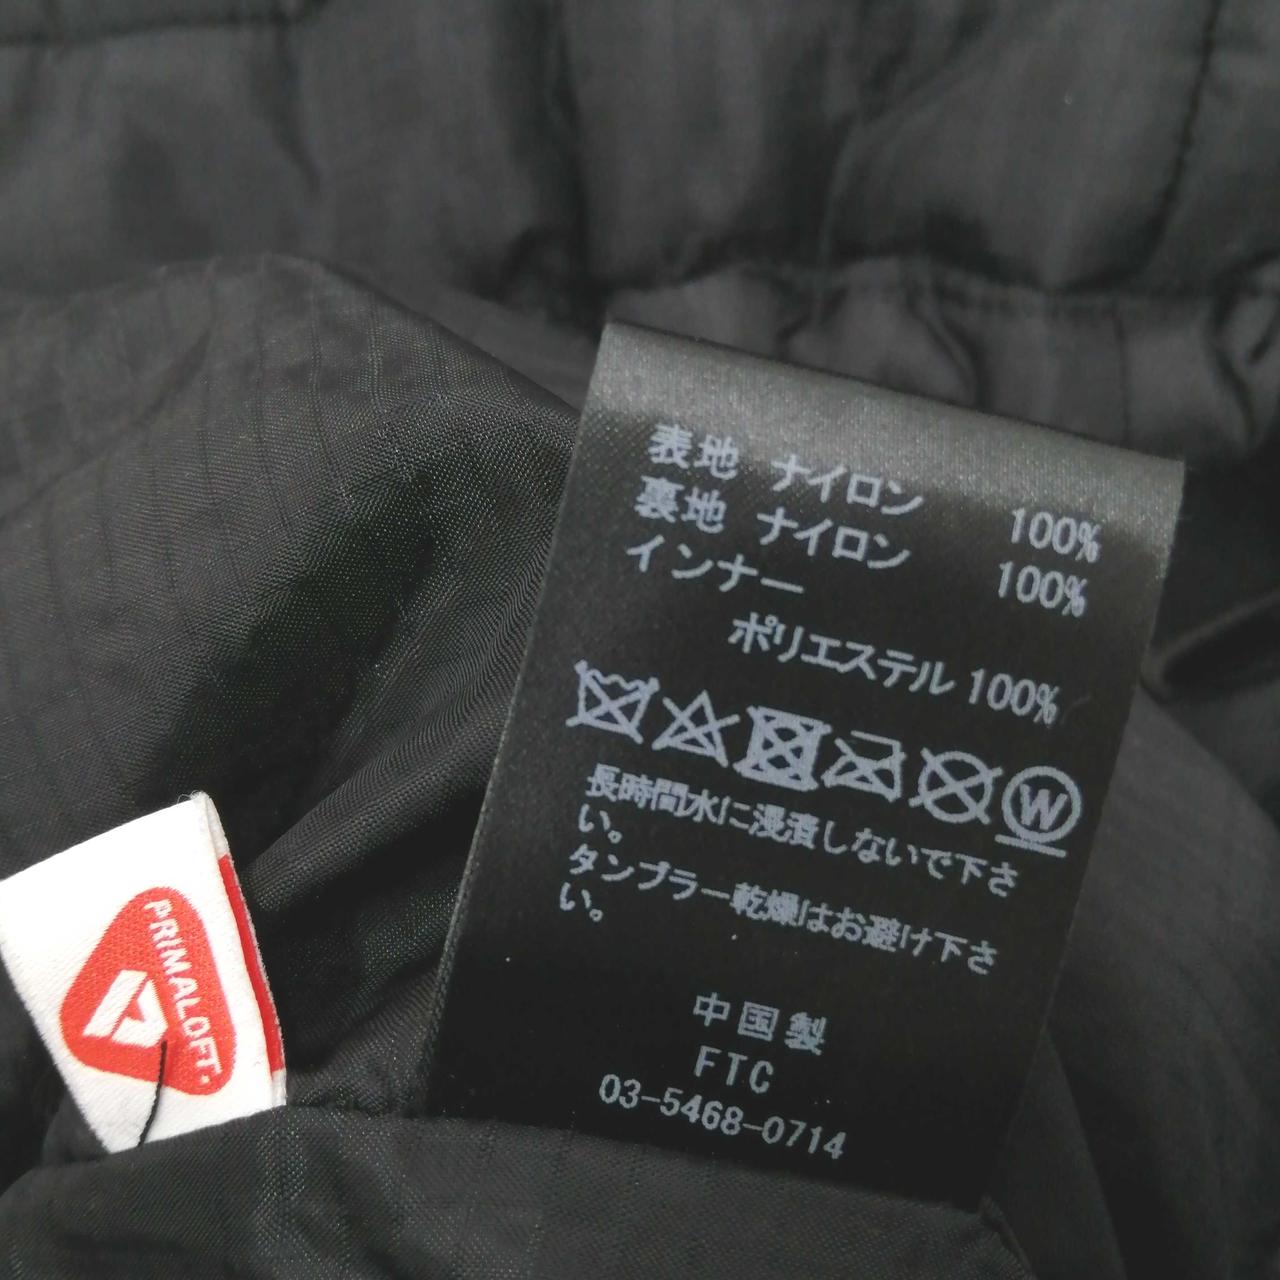 表地 ナイロン 100%
裏地 ナイロン 100%
インナー
ポリエステル 100%
W
長時間水に浸漬しないで下さ
い。
タンブラー乾燥はお避け下さ
い。
中国製
FTC
03-5468-0714
PRIMALOFT